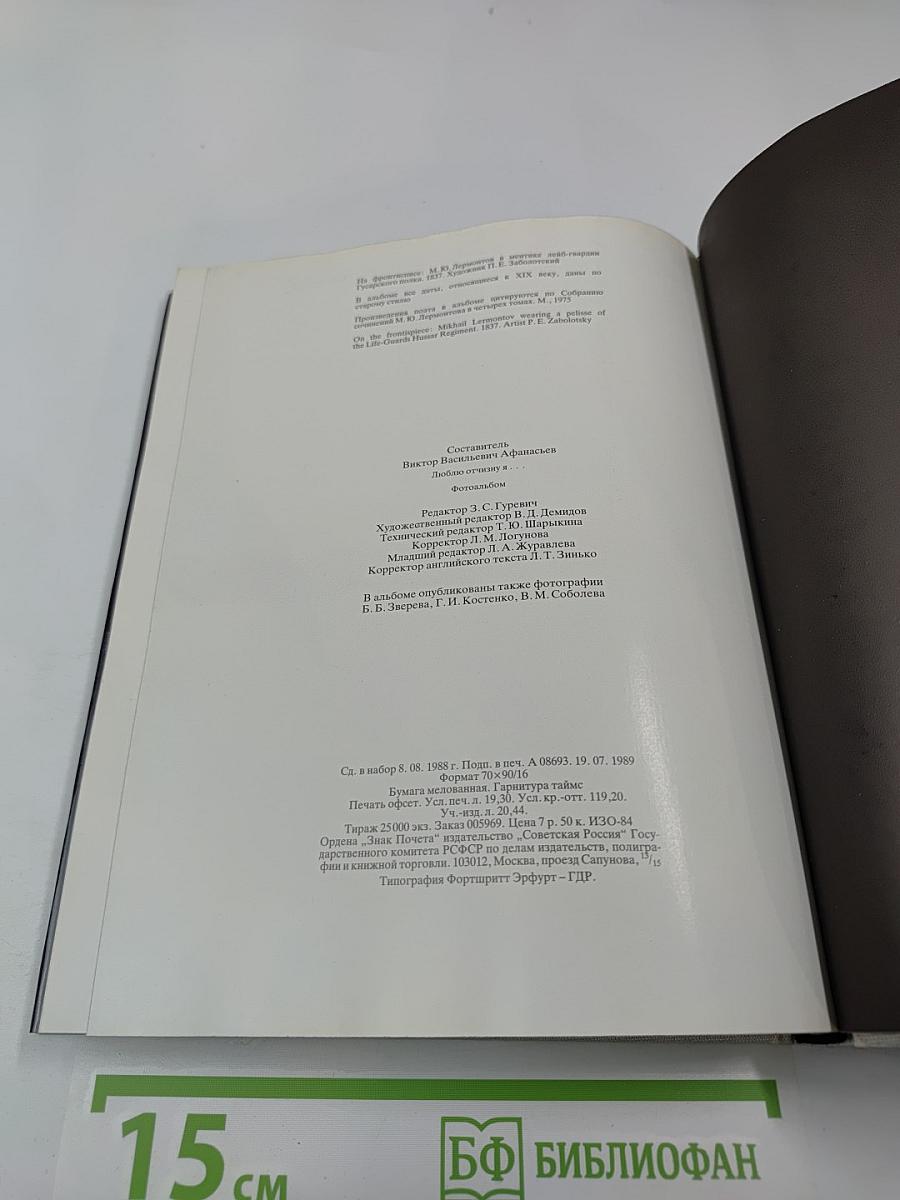 На фронтисписе: М. Ю. Лермонтов в ментике лейб-гвардии
Гусарского полка. 1837. Художник П. Е. Заболотский
В альбоме все даты, относящиеся к XIX веку, даны по
старому стилю
Произведения поэта в альбоме цитируются по Собранию
сочинений М. Ю. Лермонтова в четырех томах. М., 1975
On the frontispiece: Mikhail Lermontov wearing a pelisse of
the Life-Guards Hussar Regiment. 1837. Artist P. E. Zabolotsky
Составитель
Виктор Васильевич Афанасьев
Люблю отчизну я . . .
Фотоальбом
Редактор З. С. Гуревич
Художественный редактор В. Д. Демидов
Технический редактор Т. Ю. Шарыкина
Корректор Л. М. Логунова
Младший редактор Л. А. Журавлева
Корректор английского текста Л. Т. Зинько
В альбоме опубликованы также фотографии
Б. Б. Зверева, Г. И. Костенко, В. М. Соболева
Сд. в набор 8. 08. 1988 г. Подп. в печ. А 08693. 19. 07. 1989
Формат 70×90/16
Бумага мелованная. Гарнитура таймс
Печать офсет. Усл. печ. л. 19,30. Усл. кр.-отт. 119,20.
Уч.-изд. л. 20,44.
Тираж 25 000 экз. Заказ 005969. Цена 7 р. 50 к. ИЗО-84
Ордена „Знак Почета“ издательство „Советская Россия“ Госу-
дарственного комитета РСФСР по делам издательств, полигра-
фии и книжной торговли. 103012, Москва, проезд Сапунова, 13/15
Типография Фортшритт Эрфурт – ГДР.
15 см
БФ БИБЛИОФАН